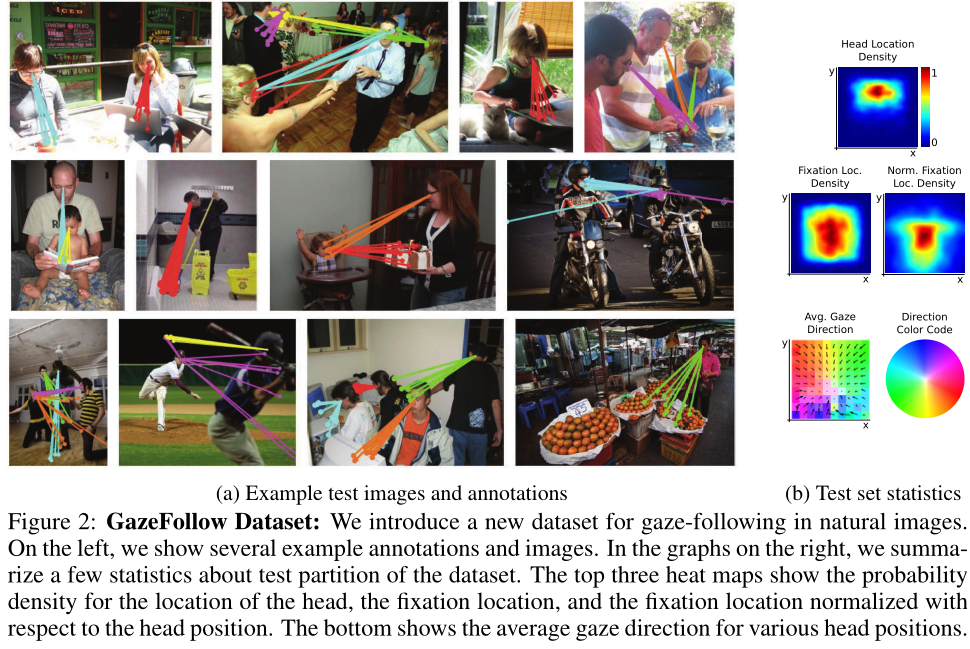 ICED
Head Location
Density
y
1
0
x
Fixation Loc.
Density
Norm. Fixation
Loc. Density
y
y
x
x
Avg. Gaze
Direction
Direction
Color Code
y
x
(a) Example test images and annotations
(b) Test set statistics
Figure 2: GazeFollow Dataset: We introduce a new dataset for gaze-following in natural images.
On the left, we show several example annotations and images. In the graphs on the right, we summa-
rize a few statistics about test partition of the dataset. The top three heat maps show the probability
density for the location of the head, the fixation location, and the fixation location normalized with
respect to the head position. The bottom shows the average gaze direction for various head positions.